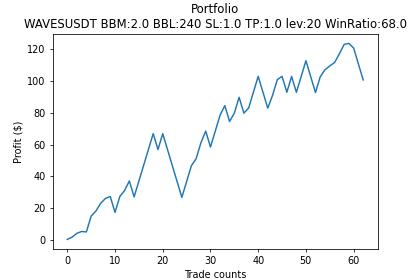 Portfolio
WAVESUSDT BBM:2.0 BBL:240 SL:1.0 TP:1.0 lev:20 WinRatio:68.0
120
100
80
60
40
20
0
Profit ($)
0 10 20 30 40 50 60
Trade counts